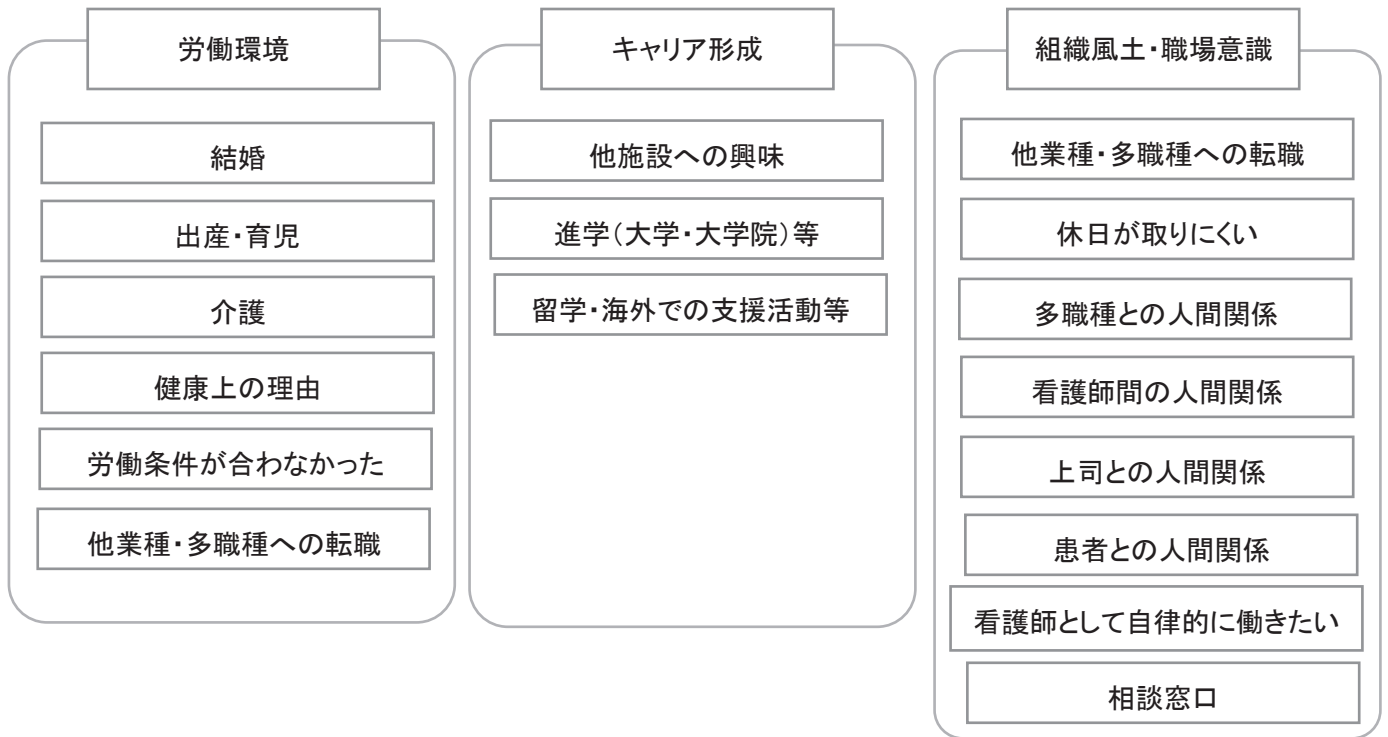 労働環境
結婚
出産・育児
介護
健康上の理由
労働条件が合わなかった
他業種・多職種への転職
キャリア形成
他施設への興味
進学(大学・大学院)等
留学・海外での支援活動等
組織風土・職場意識
他業種・多職種への転職
休日が取りにくい
多職種との人間関係
看護師間の人間関係
上司との人間関係
患者との人間関係
看護師として自律的に働きたい
相談窓口